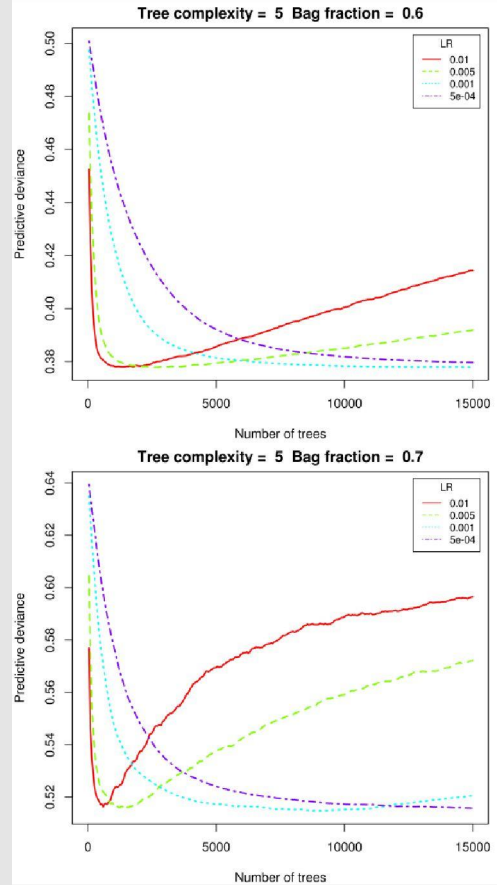 Tree complexity = 5 Bag fraction = 0.6
Predictive deviance
0.50
0.48
0.46
0.44
0.42
0.40
0.38
LR
0.01
0.005
0.001
5e-04
0 5000 10000 15000
Number of trees
Tree complexity = 5 Bag fraction = 0.7
Predictive deviance
0.64
0.62
0.60
0.58
0.56
0.54
0.52
LR
0.01
0.005
0.001
5e-04
0 5000 10000 15000
Number of trees